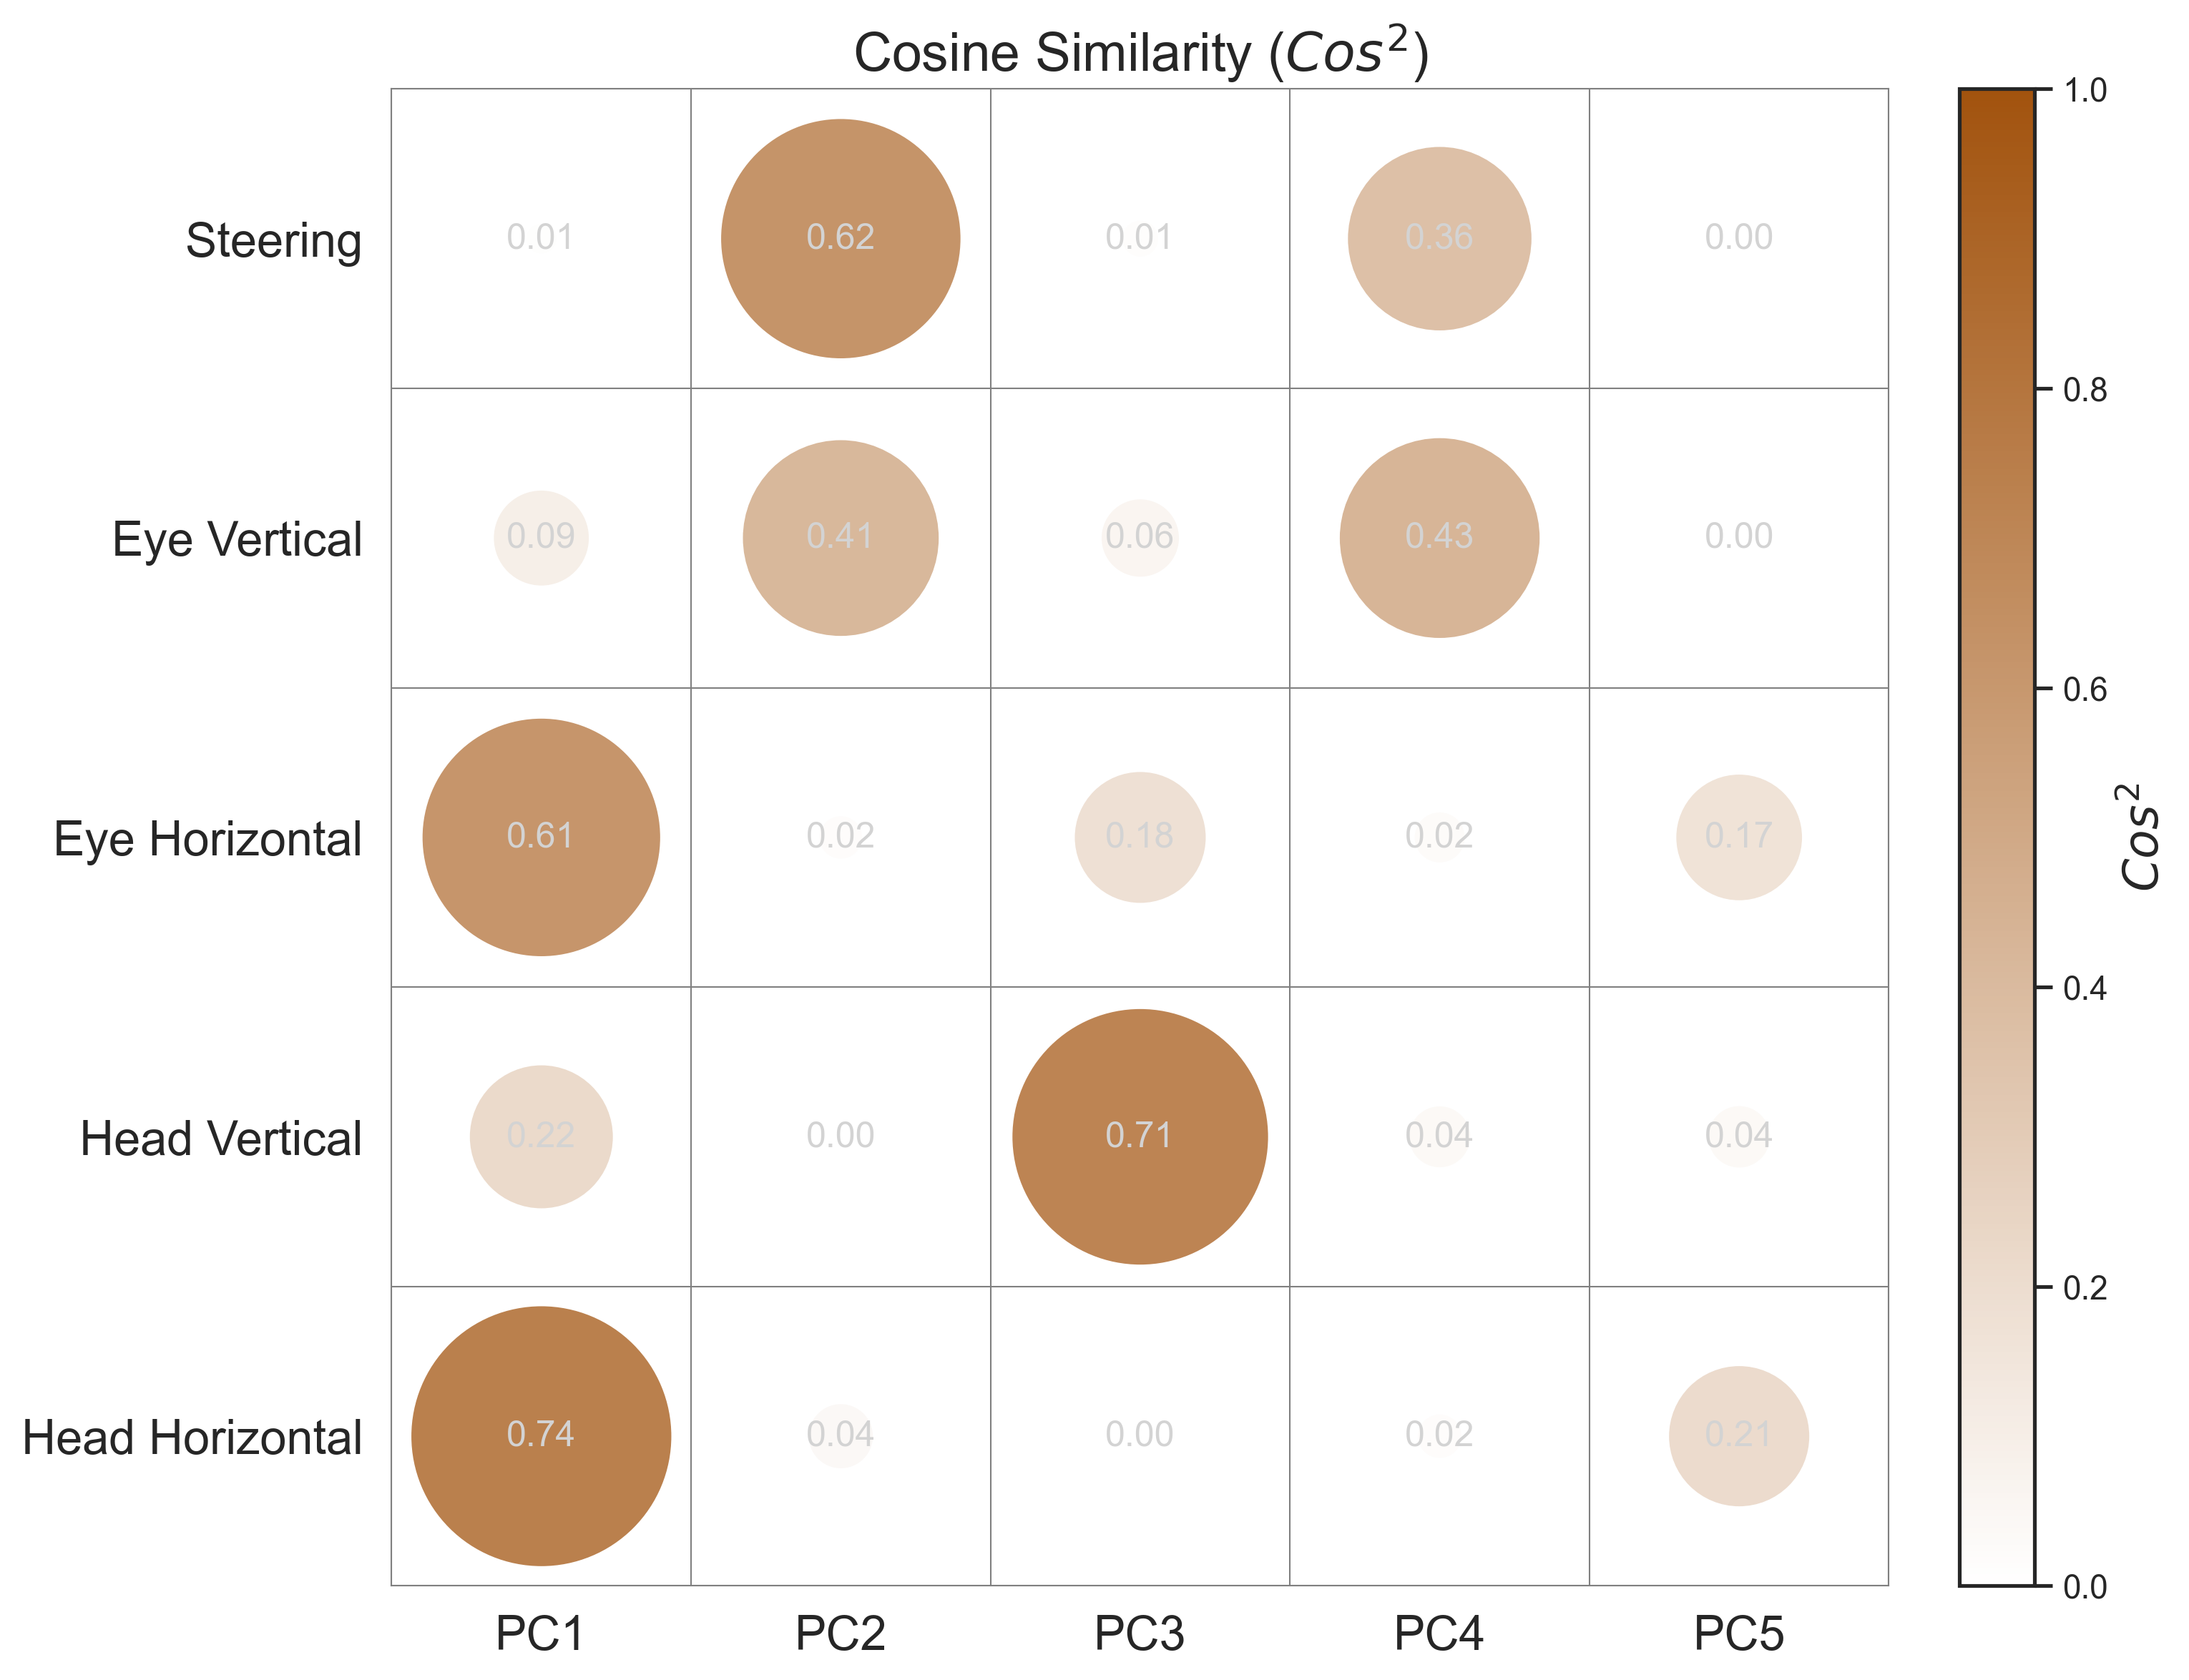 Cosine Similarity (Cos²)
Steering 0.01 0.62 0.01 0.36 0.00
Eye Vertical 0.09 0.41 0.06 0.43 0.00
Eye Horizontal 0.61 0.02 0.18 0.02 0.17
Head Vertical 0.22 0.00 0.71 0.04 0.04
Head Horizontal 0.74 0.04 0.00 0.02 0.21
PC1 PC2 PC3 PC4 PC5
1.0
0.8
0.6
0.4
0.2
0.0
Cos²